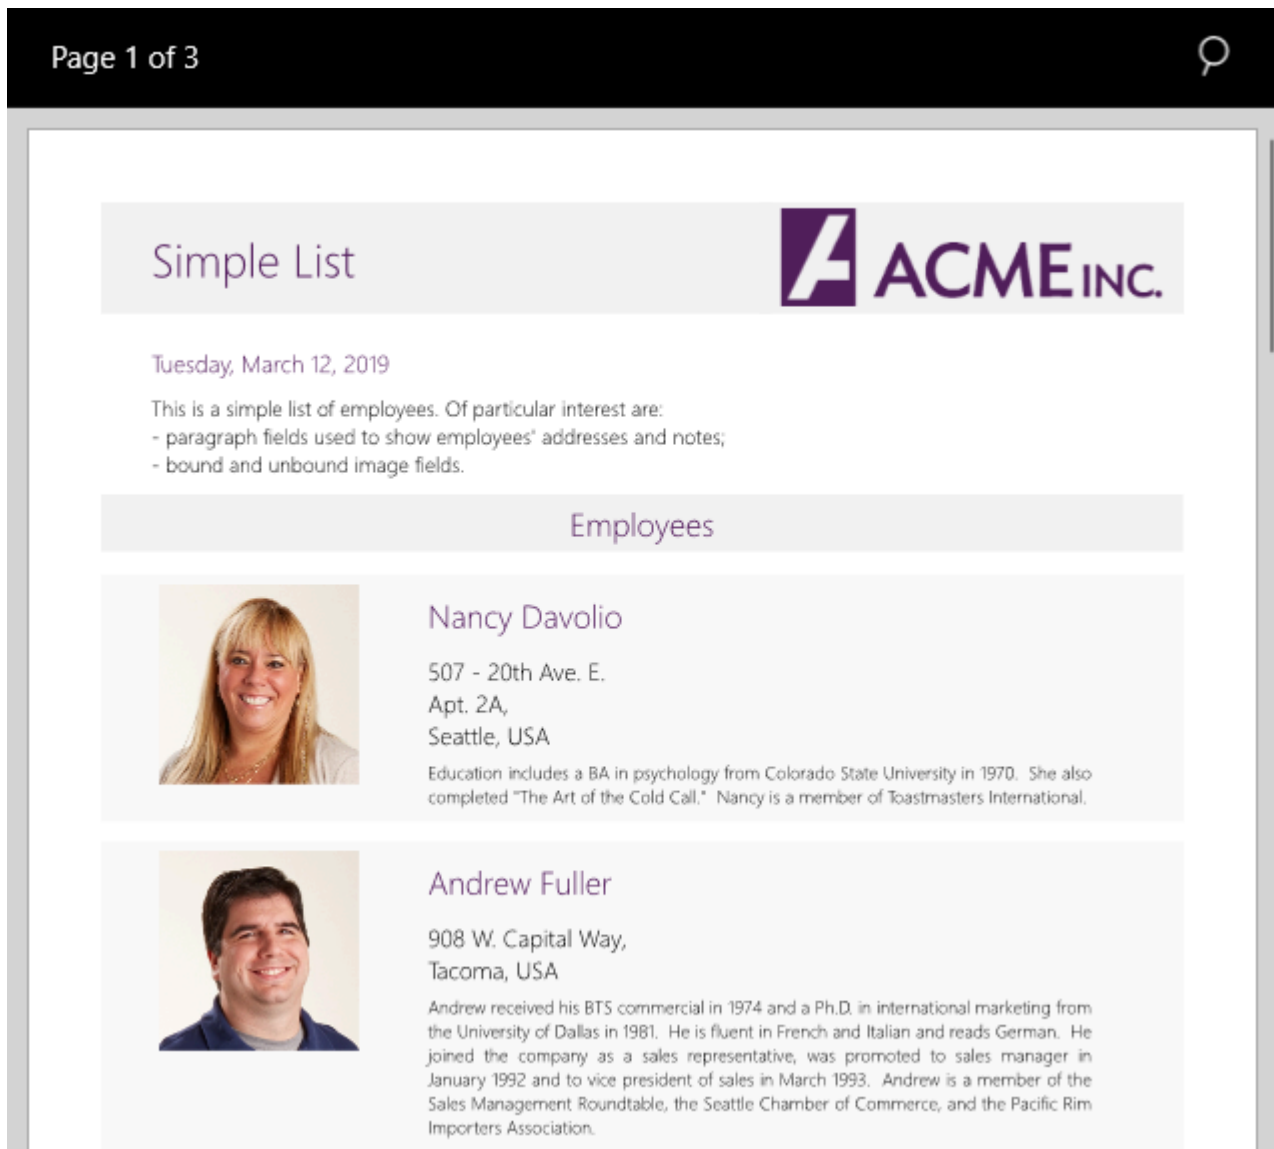 Page 1 of 3
Simple List
ACME INC.
Tuesday, March 12, 2019
This is a simple list of employees. Of particular interest are:
- paragraph fields used to show employees' addresses and notes;
- bound and unbound image fields.
Employees
Nancy Davolio
507 - 20th Ave. E.
Apt. 2A,
Seattle, USA
Education includes a BA in psychology from Colorado State University in 1970. She also
completed "The Art of the Cold Call." Nancy is a member of Toastmasters International.
Andrew Fuller
908 W. Capital Way,
Tacoma, USA
Andrew received his BTS commercial in 1974 and a Ph.D. in international marketing from
the University of Dallas in 1981. He is fluent in French and Italian and reads German. He
joined the company as a sales representative, was promoted to sales manager in
January 1992 and to vice president of sales in March 1993. Andrew is a member of the
Sales Management Roundtable, the Seattle Chamber of Commerce, and the Pacific Rim
Importers Association.